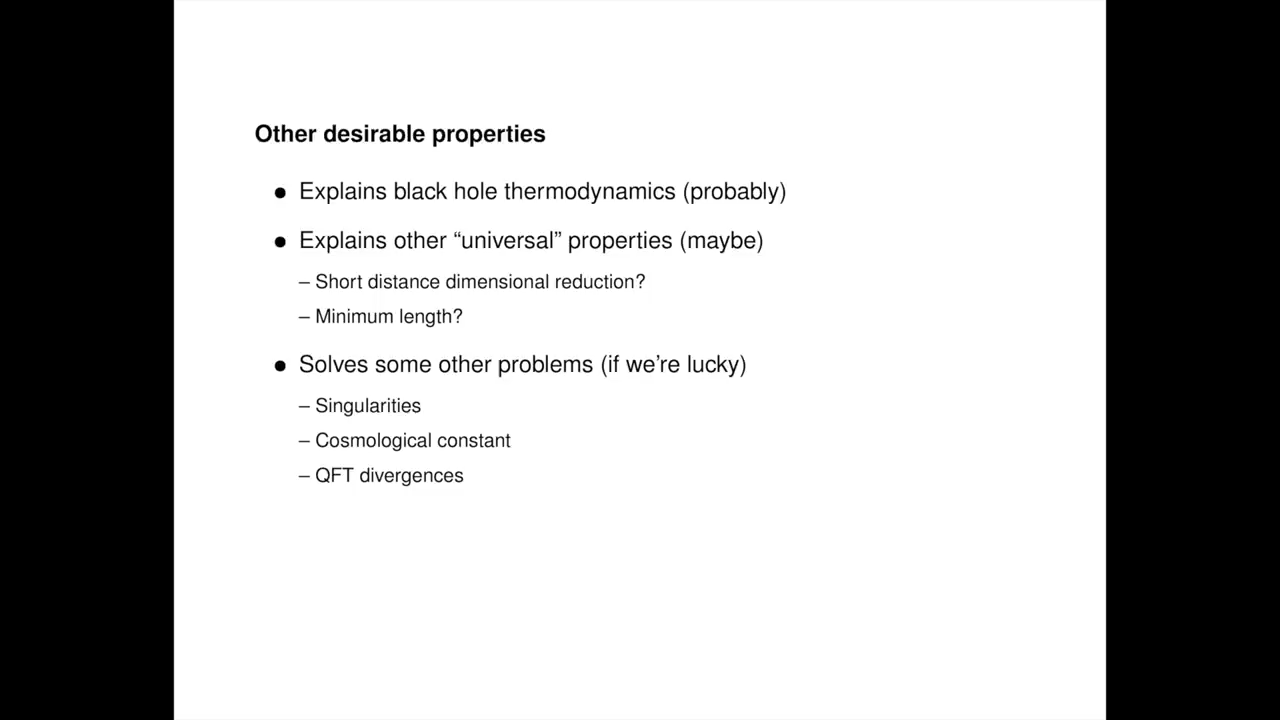 Other desirable properties
● Explains black hole thermodynamics (probably)
● Explains other “universal” properties (maybe)
– Short distance dimensional reduction?
– Minimum length?
● Solves some other problems (if we’re lucky)
– Singularities
– Cosmological constant
– QFT divergences